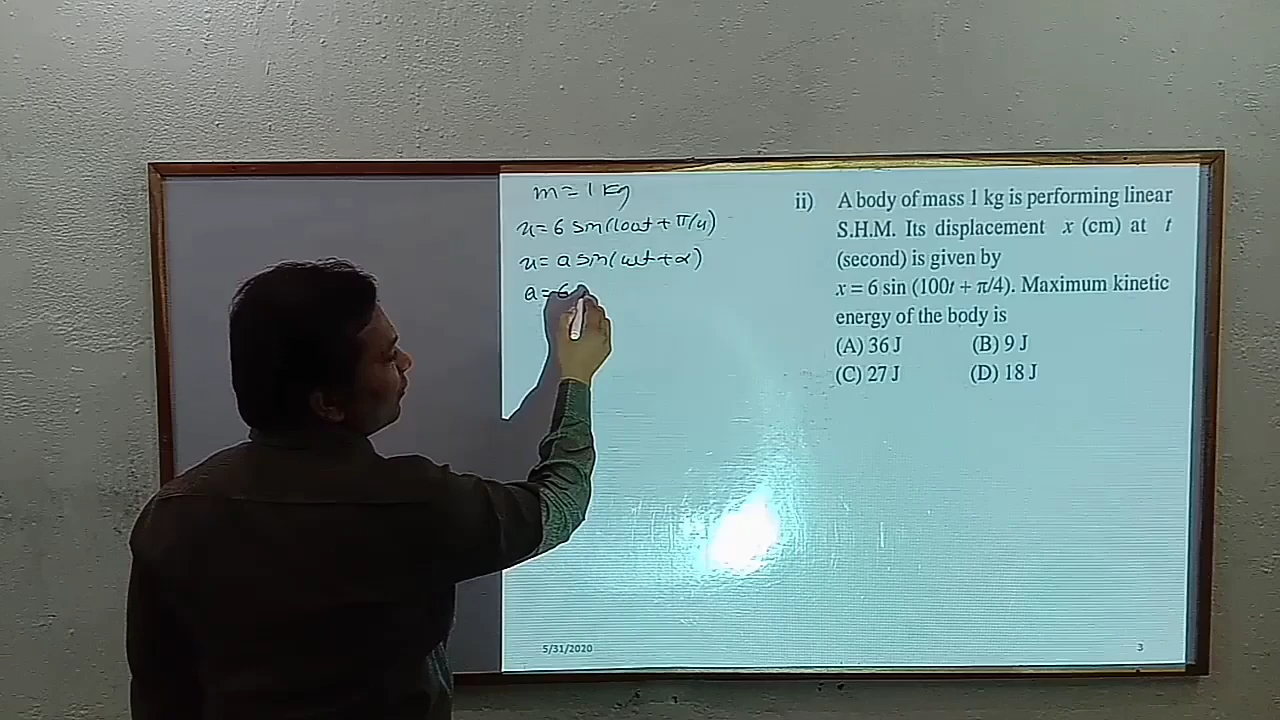 m = 1 kg
x = 6 sin(100t + π/4)
x = a sin(ωt + α)
a = 6
ii) A body of mass 1 kg is performing linear
S.H.M. Its displacement x (cm) at t
(second) is given by
x = 6 sin (100t + π/4). Maximum kinetic
energy of the body is
(A) 36 J (B) 9 J
(C) 27 J (D) 18 J
5/31/2020 3